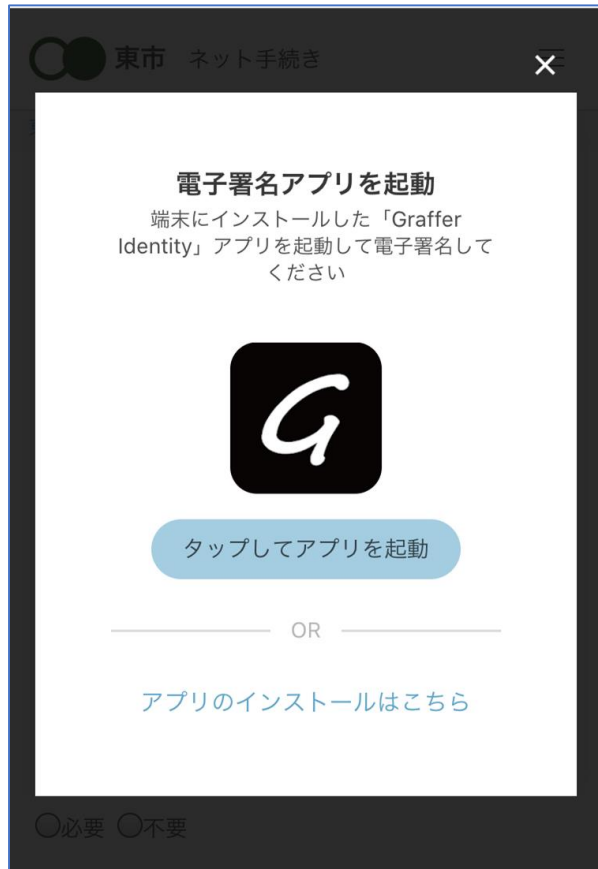 東市 ネット手続き
電子署名アプリを起動
端末にインストールした「Graffer
Identity」アプリを起動して電子署名して
ください
G
タップしてアプリを起動
OR
アプリのインストールはこちら
必要 不要